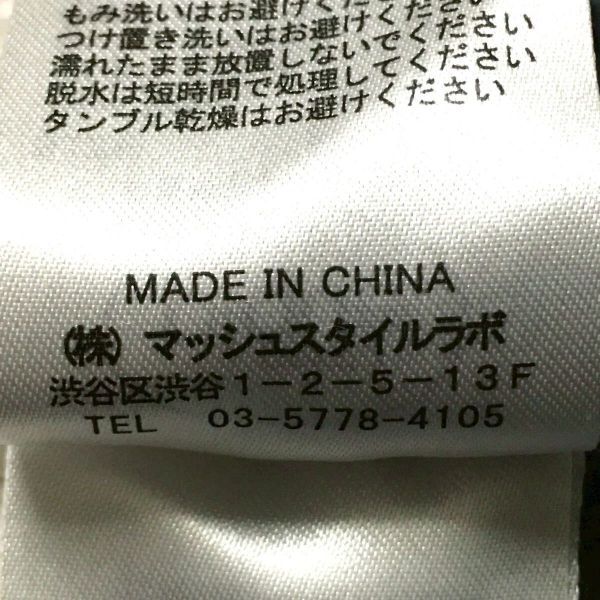 もみ洗いはお避けください
つけ置き洗いはお避けください
濡れたまま放置しないでください
脱水は短時間で処理してください
タンブル乾燥はお避けください
MADE IN CHINA
(株) マッシュスタイルラボ
渋谷区渋谷1-2-5-13F
TEL 03-5778-4105